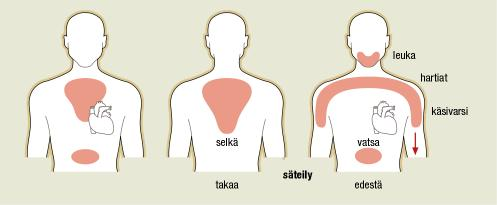 leuka
hartiat
käsivarsi
selkä
vatsa
säteily
takaa
edestä